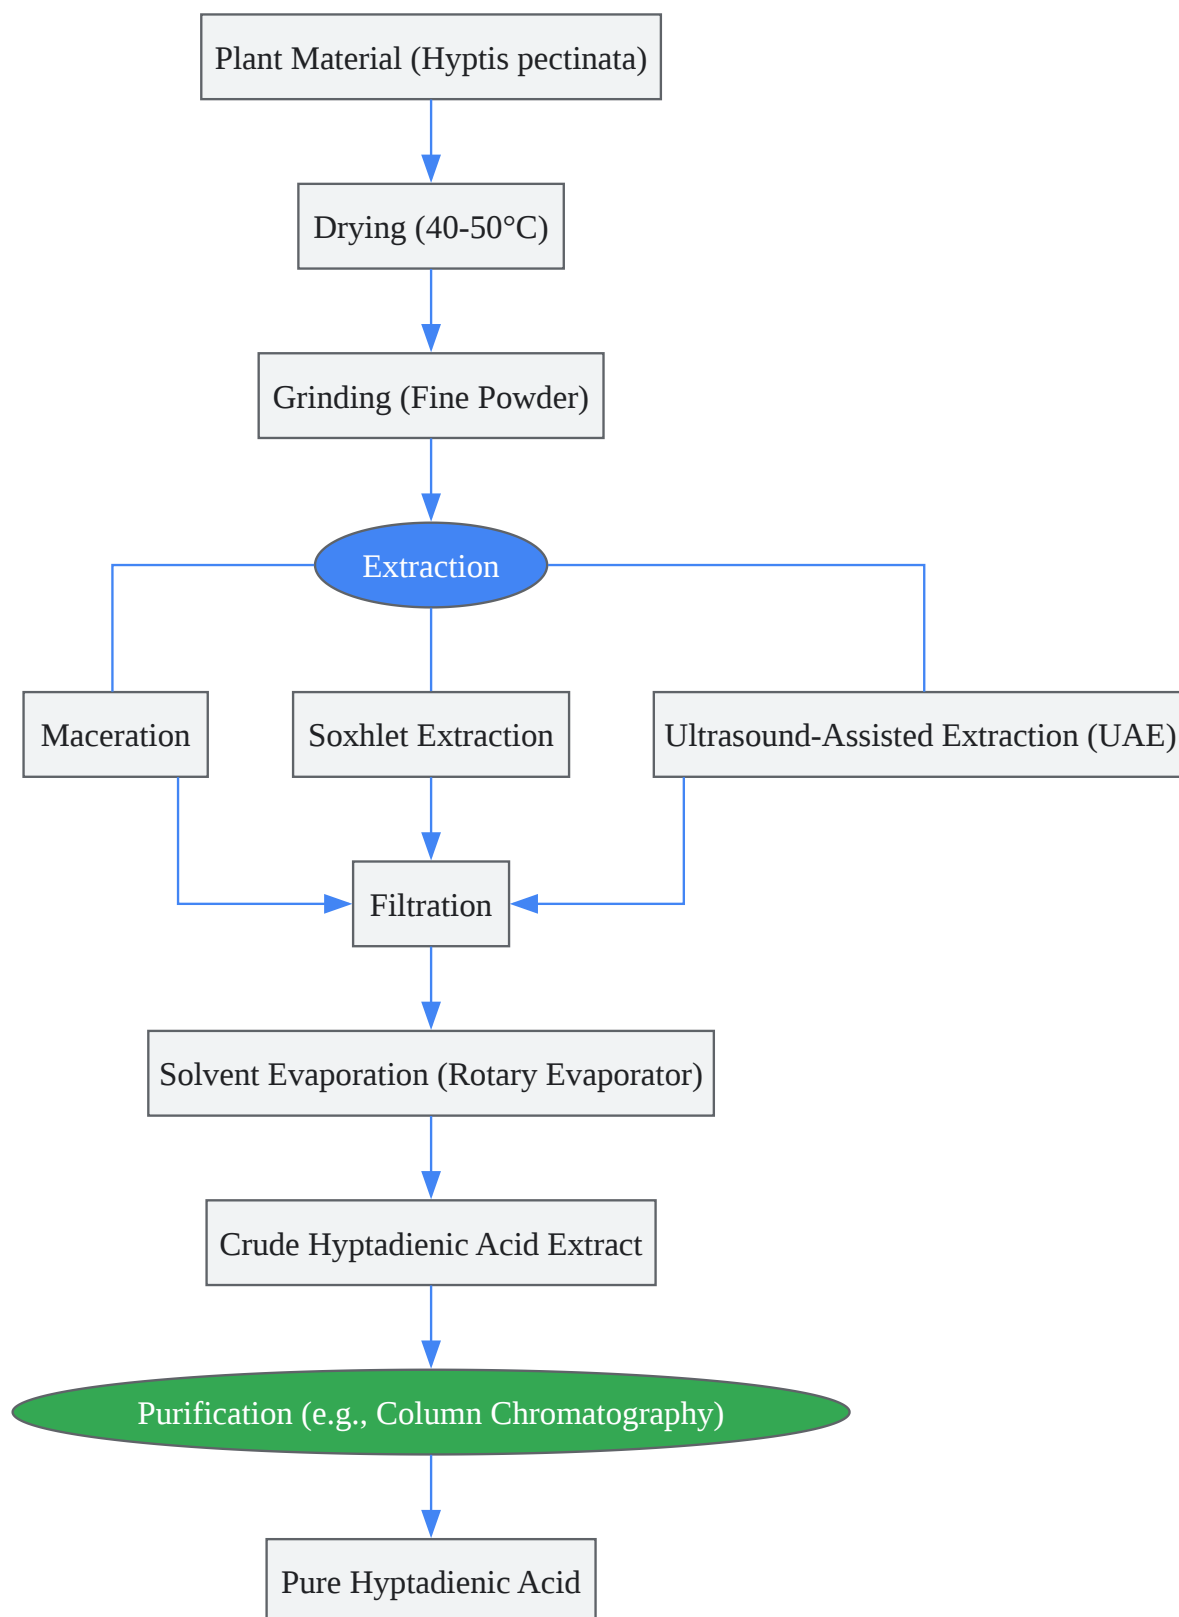 Plant Material (Hyptis pectinata)
Drying (40-50°C)
Grinding (Fine Powder)
Extraction
Maceration
Soxhlet Extraction
Ultrasound-Assisted Extraction (UAE)
Filtration
Solvent Evaporation (Rotary Evaporator)
Crude Hyptadienic Acid Extract
Purification (e.g., Column Chromatography)
Pure Hyptadienic Acid